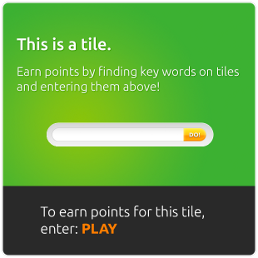 This is a tile.
Earn points by finding key words on tiles
and entering them above!
GO!
To earn points for this tile,
enter: PLAY